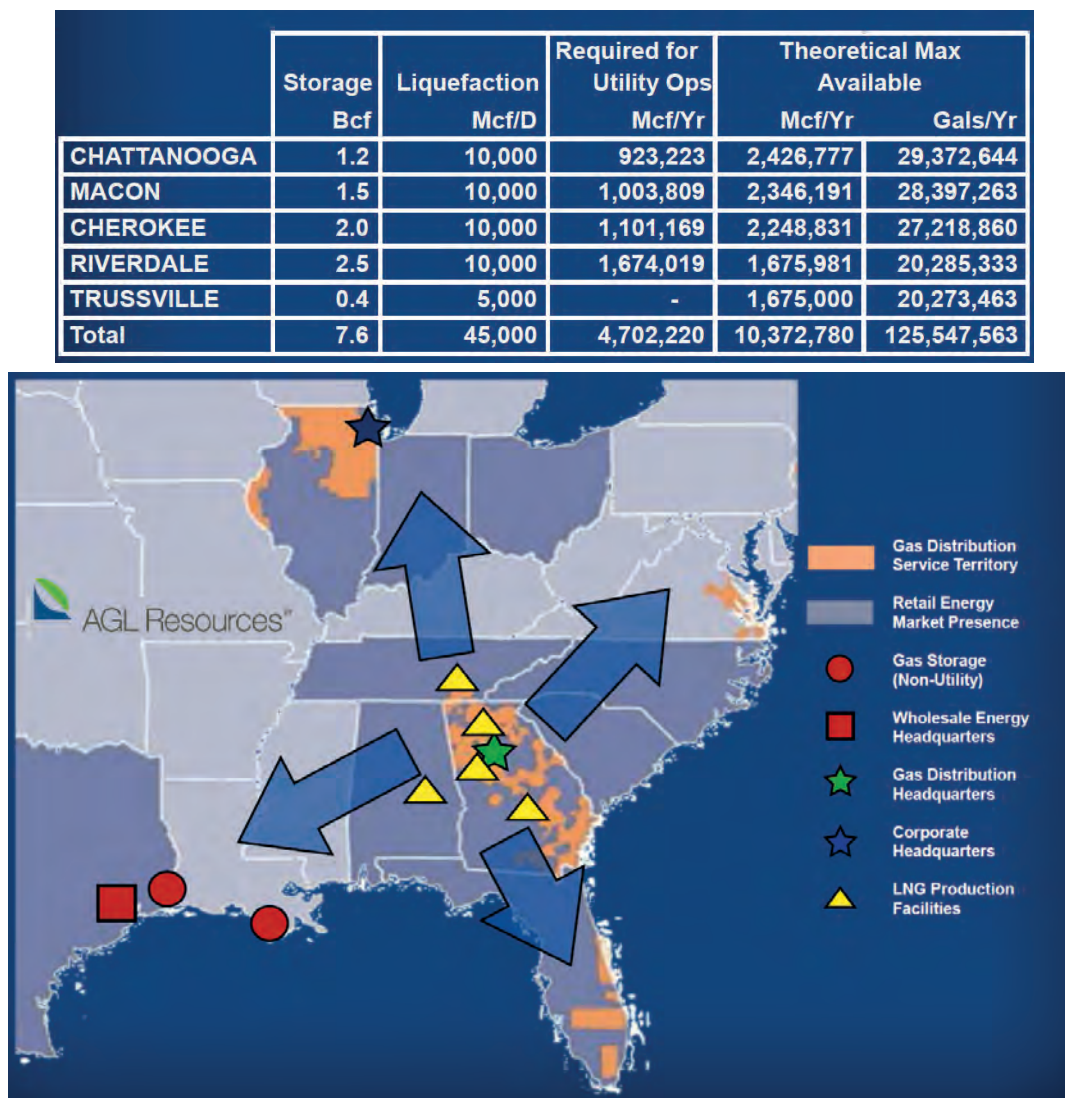 Required for Theoretical Max
Storage Liquefaction Utility Ops Available
Bcf Mcf/D Mcf/Yr Mcf/Yr Gals/Yr
CHATTANOOGA 1.2 10,000 923,223 2,426,777 29,372,644
MACON 1.5 10,000 1,003,809 2,346,191 28,397,263
CHEROKEE 2.0 10,000 1,101,169 2,248,831 27,218,860
RIVERDALE 2.5 10,000 1,674,019 1,675,981 20,285,333
TRUSSVILLE 0.4 5,000 - 1,675,000 20,273,463
Total 7.6 45,000 4,702,220 10,372,780 125,547,563
AGL Resources
Gas Distribution
Service Territory
Retail Energy
Market Presence
Gas Storage
(Non-Utility)
Wholesale Energy
Headquarters
Gas Distribution
Headquarters
Corporate
Headquarters
LNG Production
Facilities